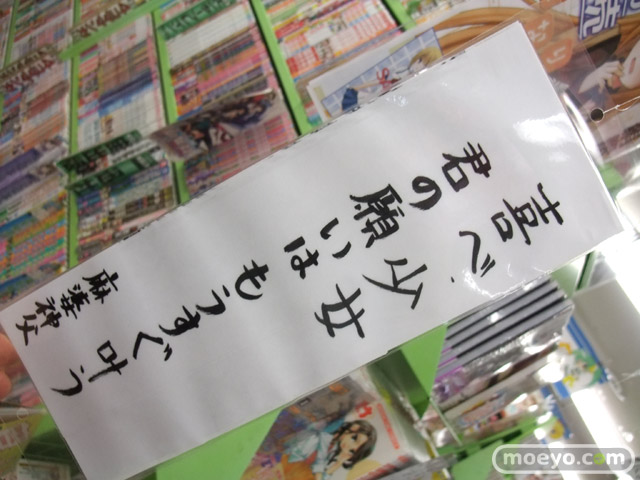 喜べ、少女
君の願いは
もうすぐ叶う
麻婆神父
moeyo.com